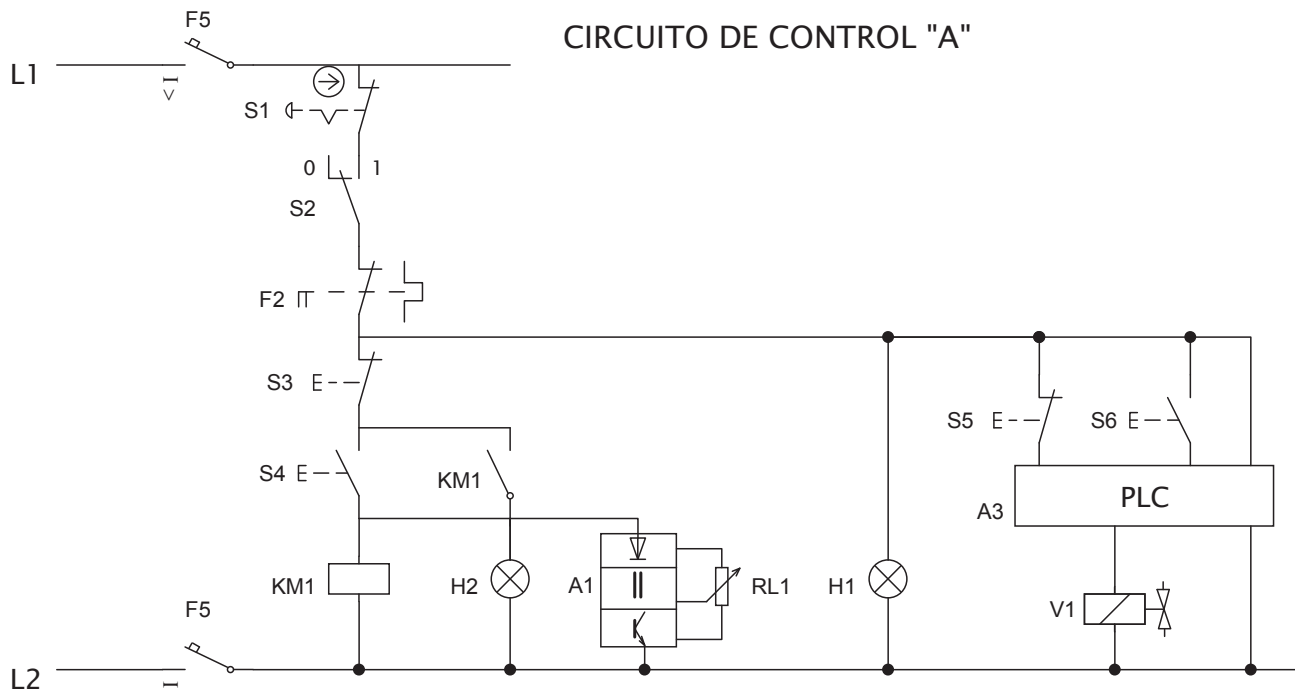 CIRCUITO DE CONTROL "A"
F5
L1
I >
S1
0 1
S2
F2
S3
S5
S6
S4
KM1
PLC
A3
KM1
H2
A1
RL1
H1
V1
F5
L2
I